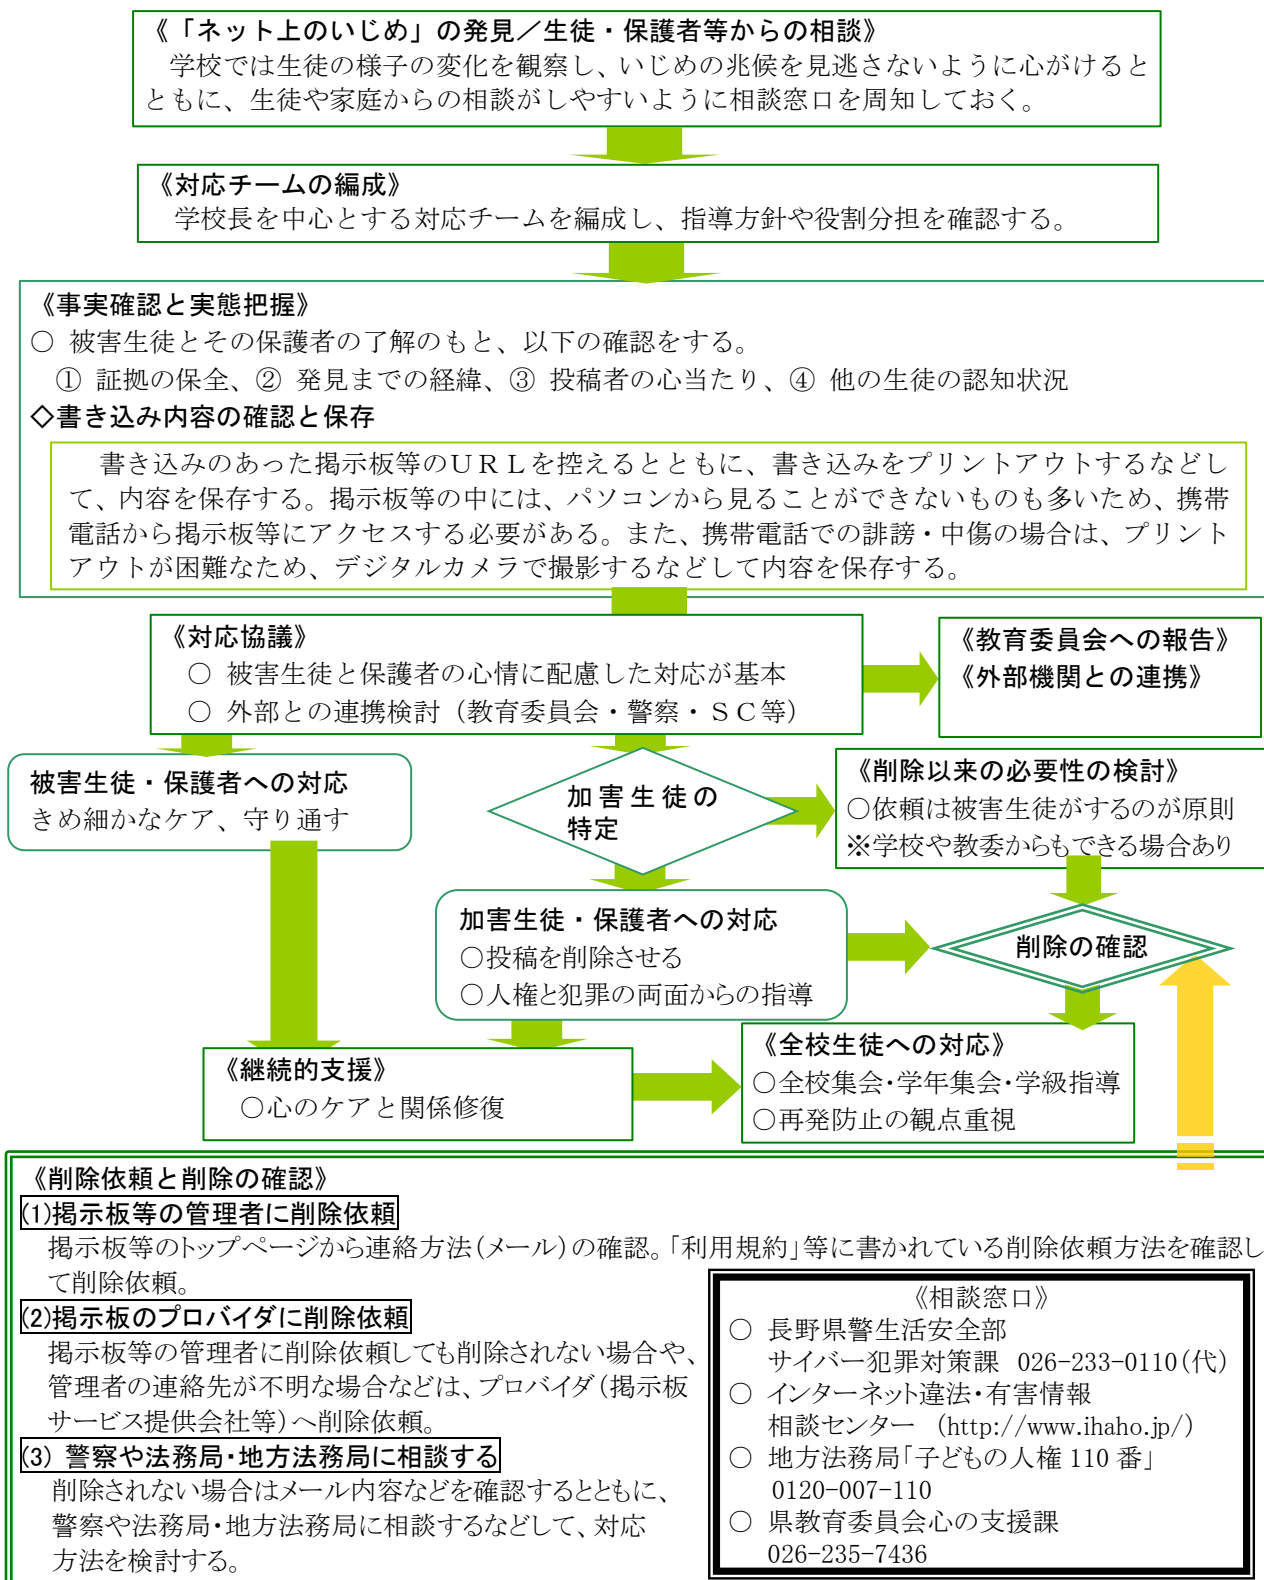 《「ネット上のいじめ」の発見／生徒・保護者等からの相談》
学校では生徒の様子の変化を観察し、いじめの兆候を見逃さないように心がけると
ともに、生徒や家庭からの相談がしやすいように相談窓口を周知しておく。
《対応チームの編成》
学校長を中心とする対応チームを編成し、指導方針や役割分担を確認する。
《事実確認と実態把握》
○ 被害生徒とその保護者の了解のもと、以下の確認をする。
① 証拠の保全、② 発見までの経緯、③ 投稿者の心当たり、④ 他の生徒の認知状況
◇書き込み内容の確認と保存
書き込みのあった掲示板等のＵＲＬを控えるとともに、書き込みをプリントアウトするなどし
て、内容を保存する。掲示板等の中には、パソコンから見ることができないものも多いため、携帯
電話から掲示板等にアクセスする必要がある。また、携帯電話での誹謗・中傷の場合は、プリント
アウトが困難なため、デジタルカメラで撮影するなどして内容を保存する。
《対応協議》
○ 被害生徒と保護者の心情に配慮した対応が基本
○ 外部との連携検討（教育委員会・警察・ＳＣ等）
《教育委員会への報告》
《外部機関との連携》
被害生徒・保護者への対応
きめ細かなケア、守り通す
加害生徒の
特定
《削除以来の必要性の検討》
○依頼は被害生徒がするのが原則
※学校や教委からもできる場合あり
加害生徒・保護者への対応
○投稿を削除させる
○人権と犯罪の両面からの指導
削除の確認
《継続的支援》
○心のケアと関係修復
《全校生徒への対応》
○全校集会・学年集会・学級指導
○再発防止の観点重視
《削除依頼と削除の確認》
(1)掲示板等の管理者に削除依頼
掲示板等のトップページから連絡方法（メール）の確認。「利用規約」等に書かれている削除依頼方法を確認し
て削除依頼。
(2)掲示板のプロバイダに削除依頼
掲示板等の管理者に削除依頼しても削除されない場合や、
管理者の連絡先が不明な場合などは、プロバイダ（掲示板
サービス提供会社等）へ削除依頼。
(3) 警察や法務局・地方法務局に相談する
削除されない場合はメール内容などを確認するとともに、
警察や法務局・地方法務局に相談するなどして、対応
方法を検討する。
《相談窓口》
○ 長野県警生活安全部
サイバー犯罪対策課 026-233-0110（代）
○ インターネット違法・有害情報
相談センター （http://www.ihaho.jp/）
○ 地方法務局「子どもの人権 110 番」
0120-007-110
○ 県教育委員会心の支援課
026-235-7436